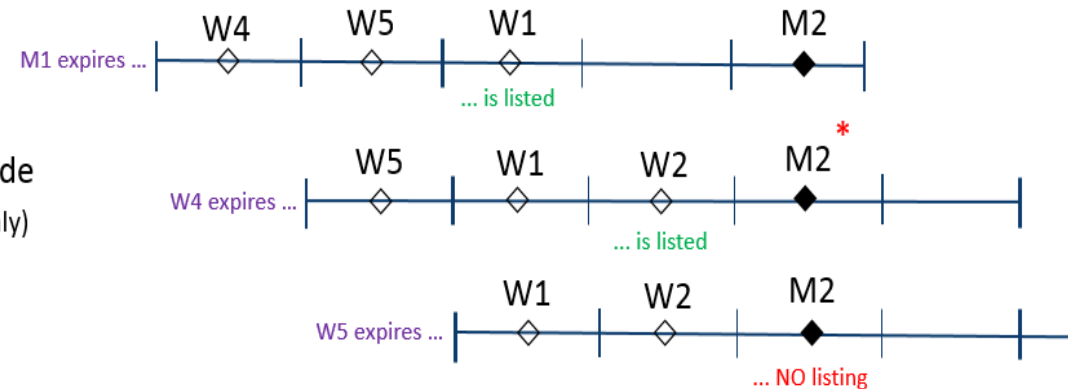 W4 W5 W1 M2
M1 expires ...
... is listed
*
de
W5 W1 W2 M2
ly)
W4 expires ...
... is listed
W1 W2 M2
W5 expires ...
... NO listing